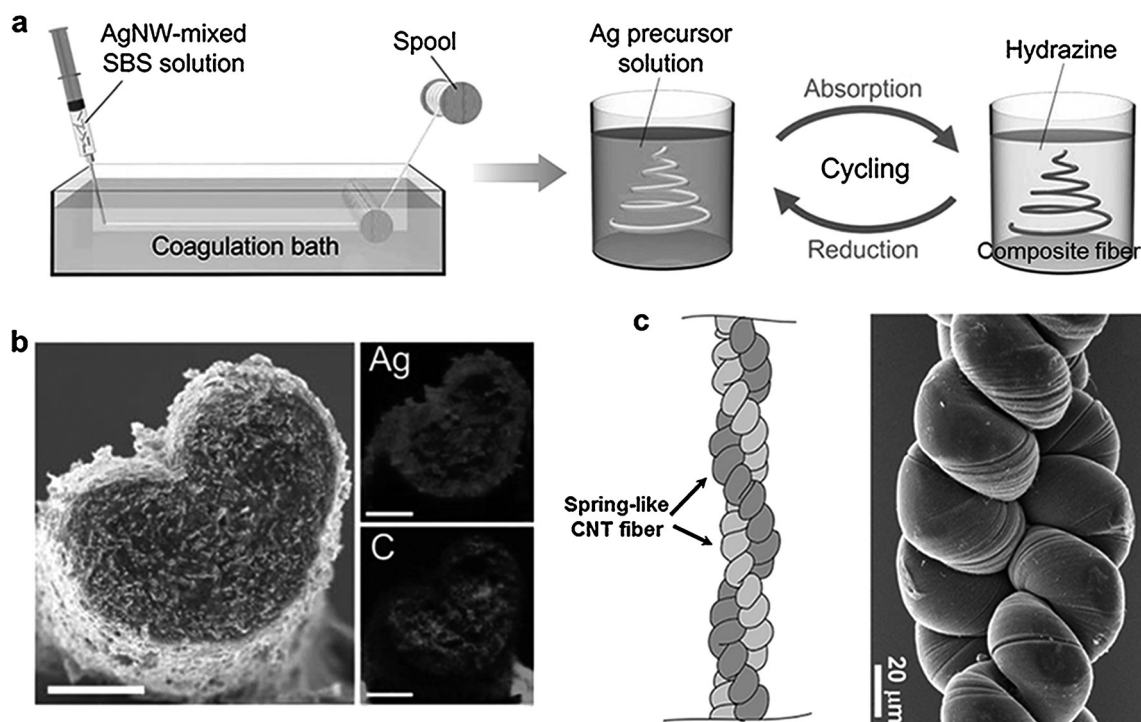 a
AgNW-mixed
SBS solution
Spool
Coagulation bath
Ag precursor
solution
Absorption
Cycling
Reduction
Hydrazine
Composite fiber
b
Ag
C
c
Spring-like
CNT fiber
20 μm